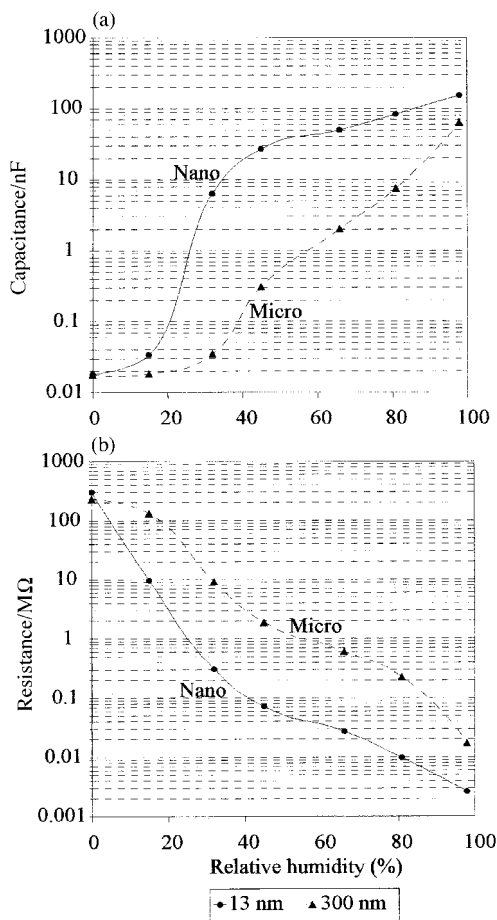 (a)
1000
100
10
1
0.1
0.01
Capacitance/nF
Nano
Micro
0 20 40 60 80 100
(b)
1000
100
10
1
0.1
0.01
0.001
Resistance/MΩ
Micro
Nano
0 20 40 60 80 100
Relative humidity (%)
13 nm 300 nm